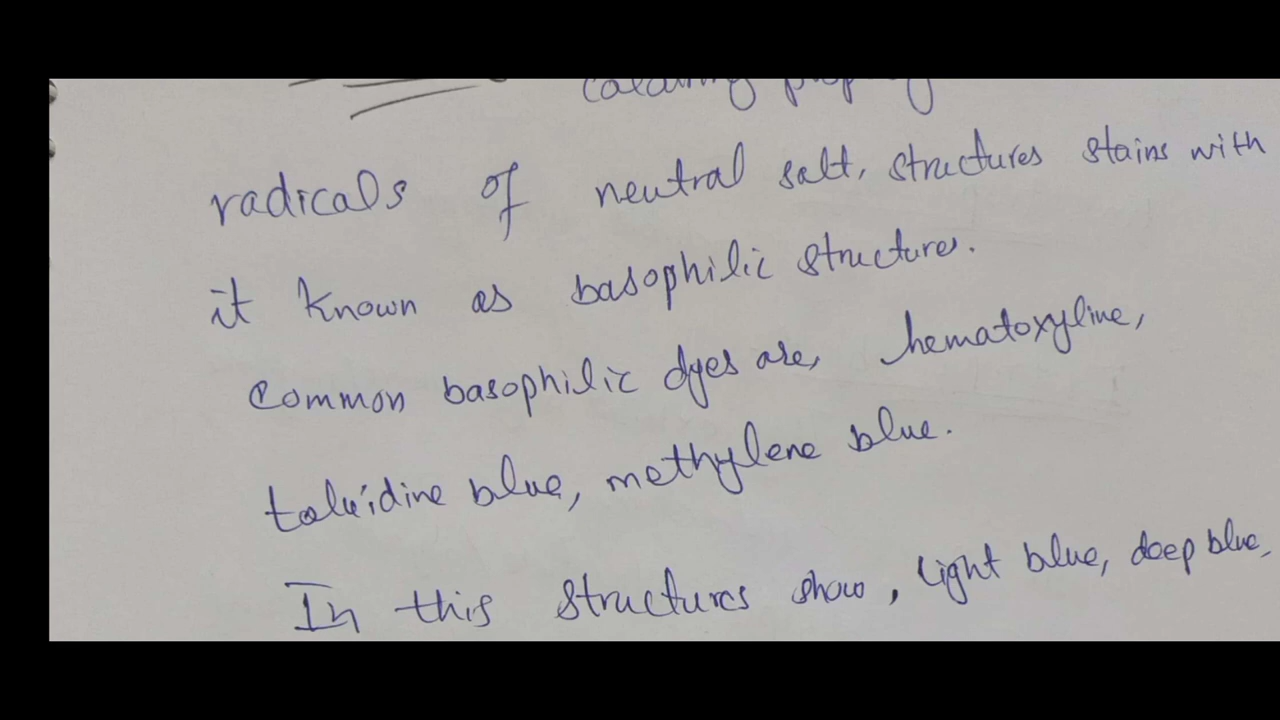 radicals of neutral salt, structures stains with
it known as basophilic structure.
Common basophilic dyes are, hematoxyline,
toluidine blue, methylene blue.
In this structures show, light blue, deep blue,